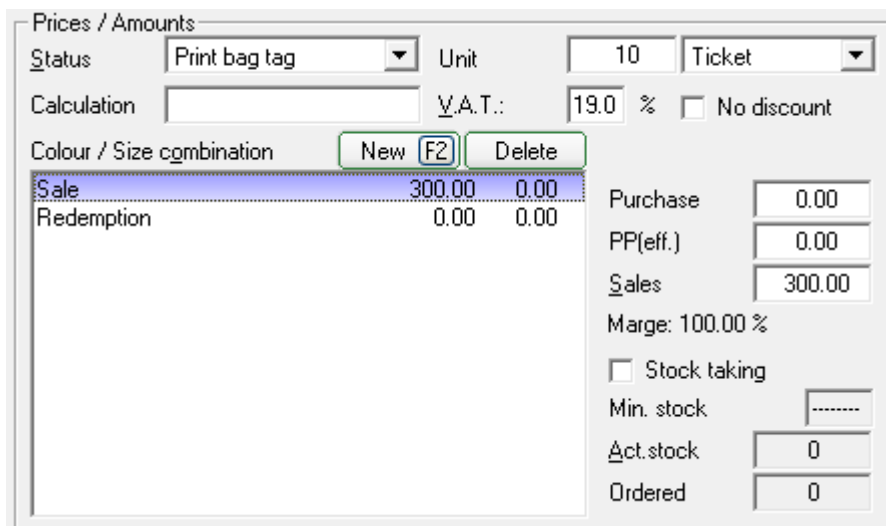 Prices / Amounts
Status Print bag tag Unit 10 Ticket
Calculation V.A.T.: 19.0 % No discount
Colour / Size combination New F2 Delete
Sale 300.00 0.00
Redemption 0.00 0.00
Purchase 0.00
PP(eff.) 0.00
Sales 300.00
Marge: 100.00 %
Stock taking
Min. stock --------
Act.stock 0
Ordered 0